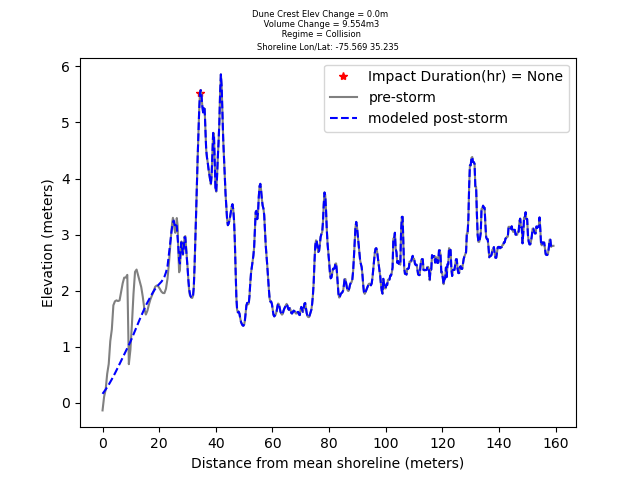 Dune Crest Elev Change = 0.0m
Volume Change = 9.554m3
Regime = Collision
Shoreline Lon/Lat: -75.569 35.235
Impact Duration(hr) = None
pre-storm
modeled post-storm
Elevation (meters)
6
5
4
3
2
1
0
0 20 40 60 80 100 120 140 160
Distance from mean shoreline (meters)